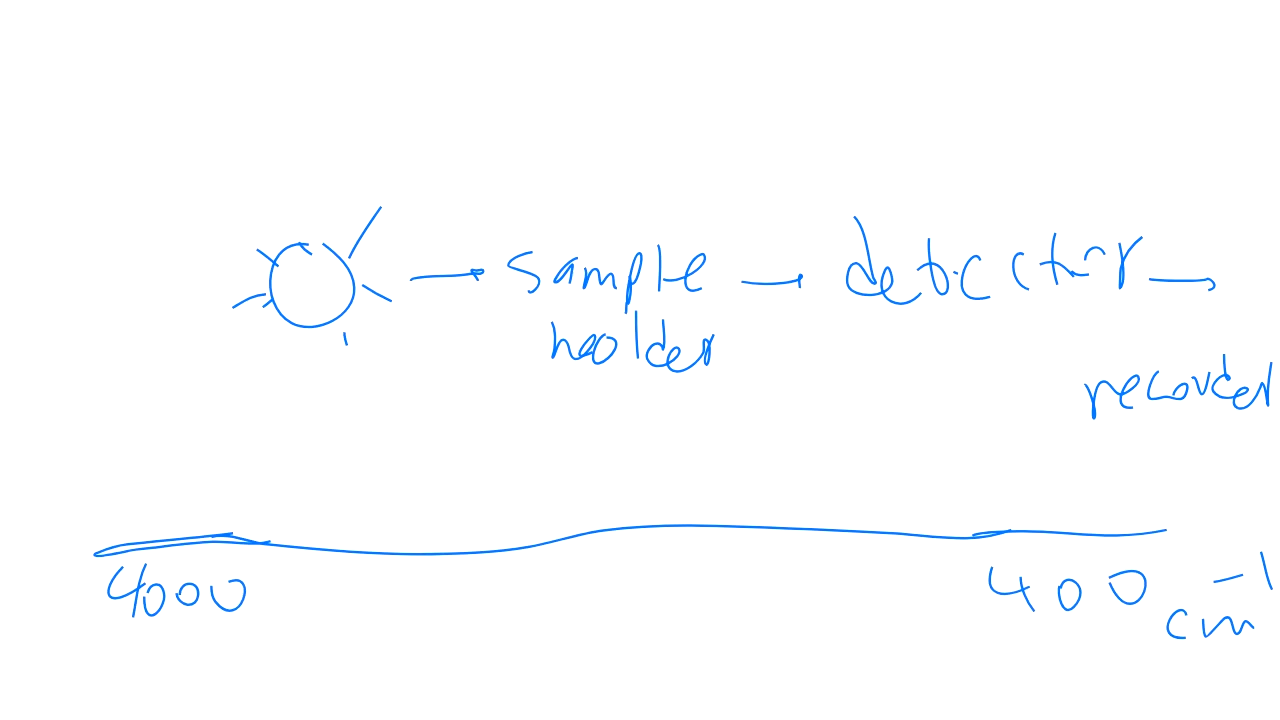 sample → detector →
holder
recorder
4000 400 cm⁻¹